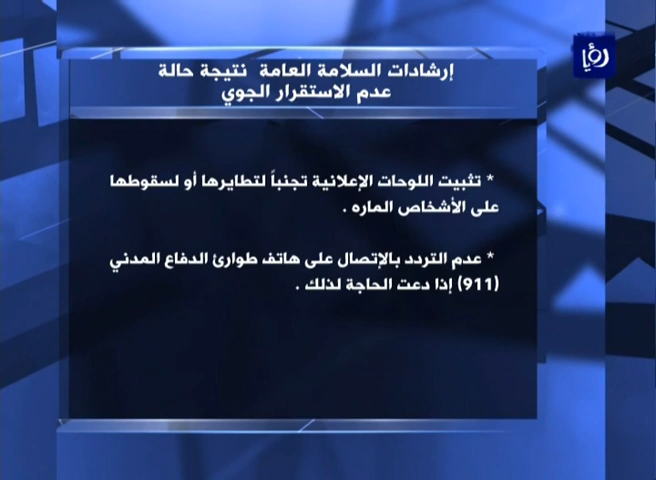 رؤيا
إرشادات السلامة العامة نتيجة حالة
عدم الاستقرار الجوي
* تثبيت اللوحات الإعلانية تجنباً لتطايرها أو لسقوطها
على الأشخاص الماره .
* عدم التردد بالإتصال على هاتف طوارئ الدفاع المدني
(911) إذا دعت الحاجة لذلك .